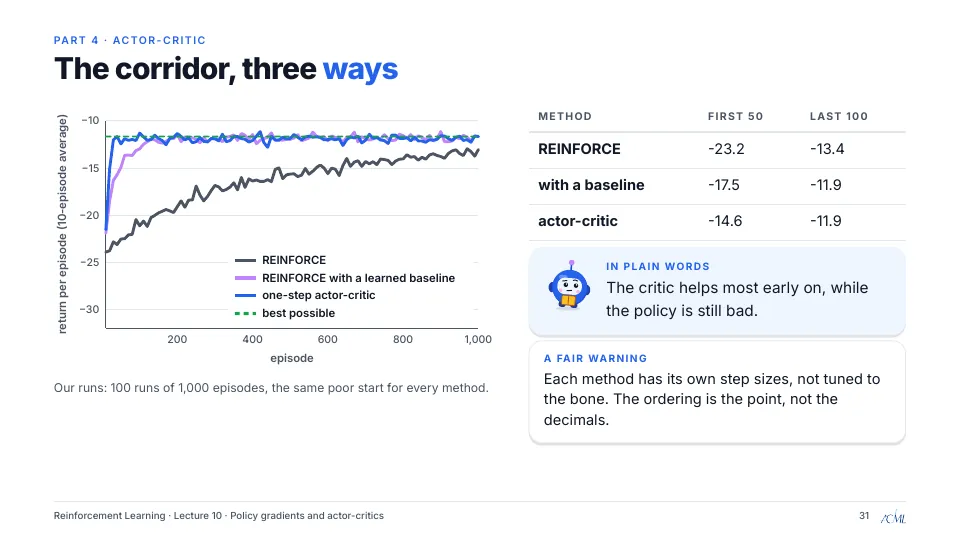 PART 4 · ACTOR-CRITIC
The corridor, three ways
return per episode (10-episode average)
−10
−15
−20
−25
−30
200
400
600
800
1,000
episode
REINFORCE
REINFORCE with a learned baseline
one-step actor-critic
best possible
Our runs: 100 runs of 1,000 episodes, the same poor start for every method.
METHOD FIRST 50 LAST 100
REINFORCE -23.2 -13.4
with a baseline -17.5 -11.9
actor-critic -14.6 -11.9
IN PLAIN WORDS
The critic helps most early on, while
the policy is still bad.
A FAIR WARNING
Each method has its own step sizes, not tuned to
the bone. The ordering is the point, not the
decimals.
Reinforcement Learning · Lecture 10 · Policy gradients and actor-critics
31
ACML